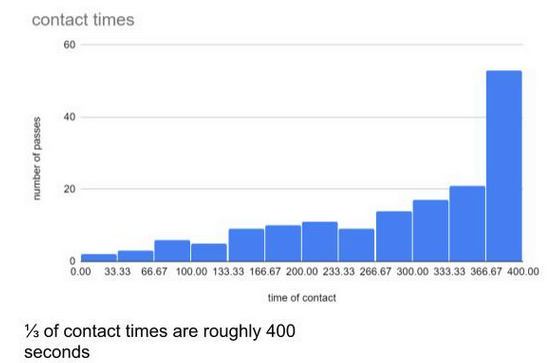 contact times
60
40
20
0
number of passes
0.00 33.33 66.67 100.00 133.33 166.67 200.00 233.33 266.67 300.00 333.33 366.67 400.00
time of contact
⅓ of contact times are roughly 400
seconds